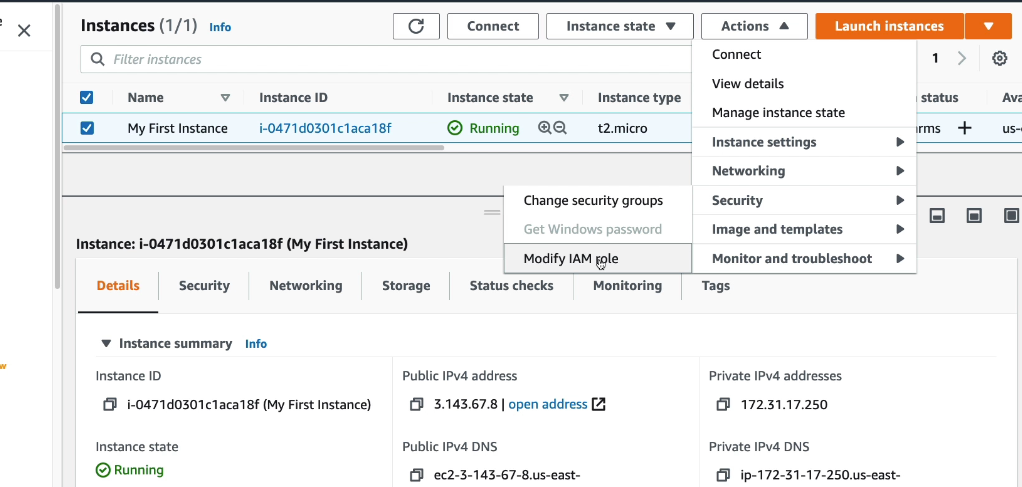 Instances (1/1) Info
Connect
Instance state
Actions
Launch instances
Filter instances
1
Name
Instance ID
Instance state
Instance type
status
Ava
My First Instance
i-0471d0301c1aca18f
Running
t2.micro
arms
us-
Connect
View details
Manage instance state
Instance settings
Networking
Security
Image and templates
Monitor and troubleshoot
Change security groups
Get Windows password
Modify IAM role
Instance: i-0471d0301c1aca18f (My First Instance)
Details
Security
Networking
Storage
Status checks
Monitoring
Tags
Instance summary Info
Instance ID
i-0471d0301c1aca18f (My First Instance)
Public IPv4 address
3.143.67.8 | open address
Private IPv4 addresses
172.31.17.250
Instance state
Running
Public IPv4 DNS
ec2-3-143-67-8.us-east-
Private IPv4 DNS
ip-172-31-17-250.us-east-